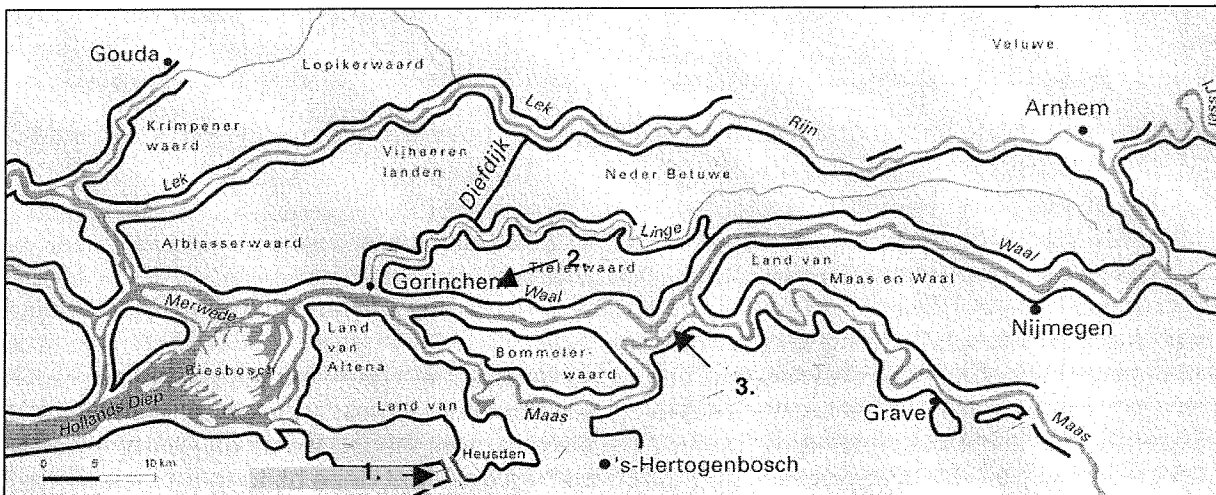 Gouda
Lopikerwaard
Veluwe
Lek
Arnhem
IJssel
Krimpener
waard
Rijn
Vijfheeren
landen
Diefdijk
Neder Betuwe
Lek
Linge
Alblasserwaard
2.
Tielerwaard
Land van
Maas en Waal
Waal
Gorinchem
Waal
Merwede
Nijmegen
Land
van
Altena
Bommeler-
waard
Biesbosch
3.
Land van
Maas
Grave
Hollands Diep
Maas
Heusden
0 5 10 km
1.
's-Hertogenbosch